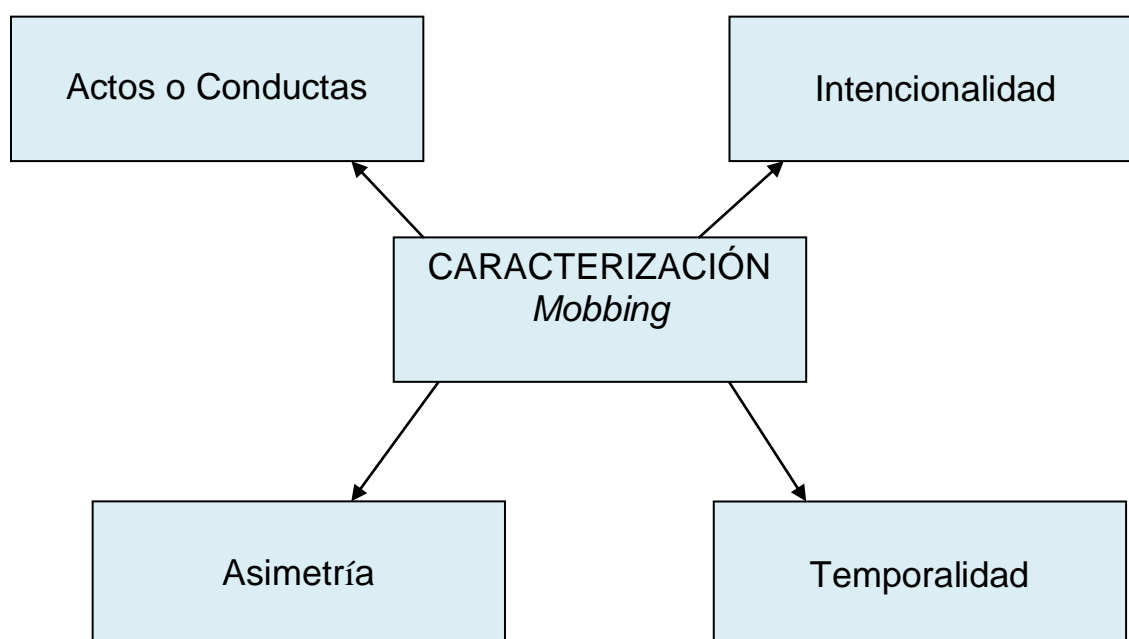 Actos o Conductas
Intencionalidad
CARACTERIZACIÓN
Mobbing
Asimetría
Temporalidad